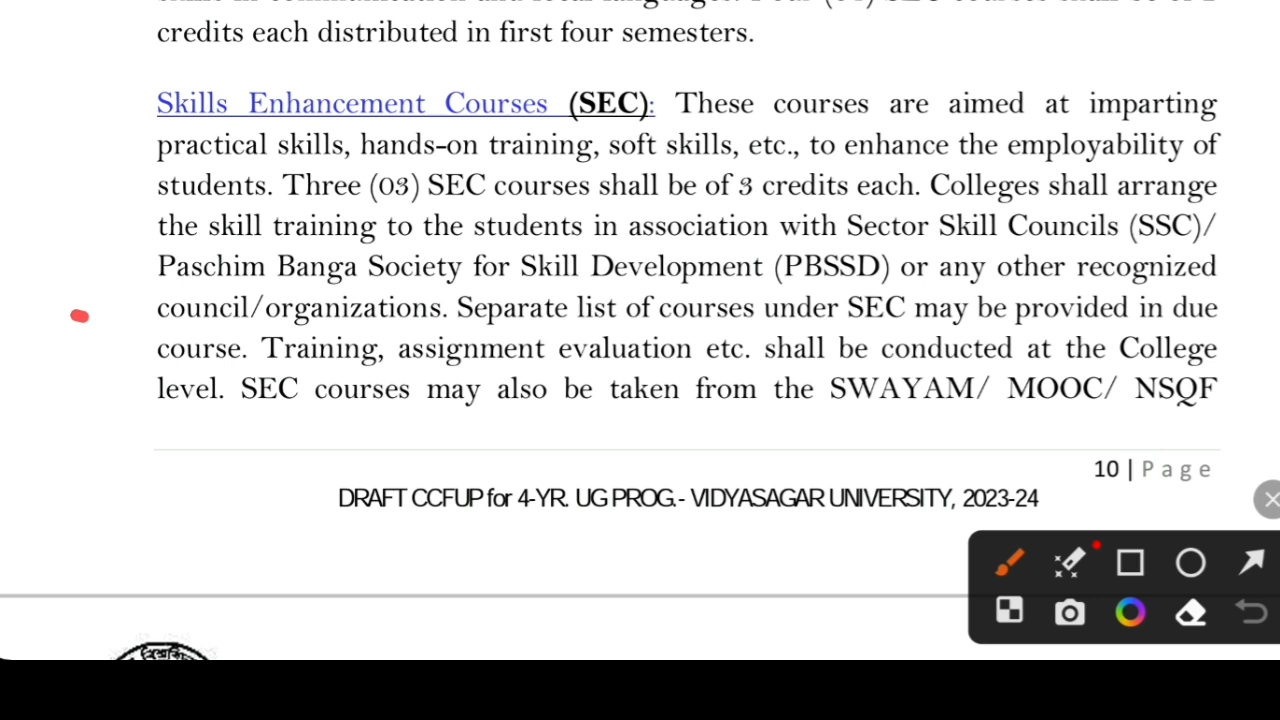 credits each distributed in first four semesters.
Skills Enhancement Courses (SEC): These courses are aimed at imparting
practical skills, hands-on training, soft skills, etc., to enhance the employability of
students. Three (03) SEC courses shall be of 3 credits each. Colleges shall arrange
the skill training to the students in association with Sector Skill Councils (SSC)/
Paschim Banga Society for Skill Development (PBSSD) or any other recognized
council/organizations. Separate list of courses under SEC may be provided in due
course. Training, assignment evaluation etc. shall be conducted at the College
level. SEC courses may also be taken from the SWAYAM/ MOOC/ NSQF
10 | Page
DRAFT CCFUP for 4-YR. UG PROG.- VIDYASAGAR UNIVERSITY, 2023-24